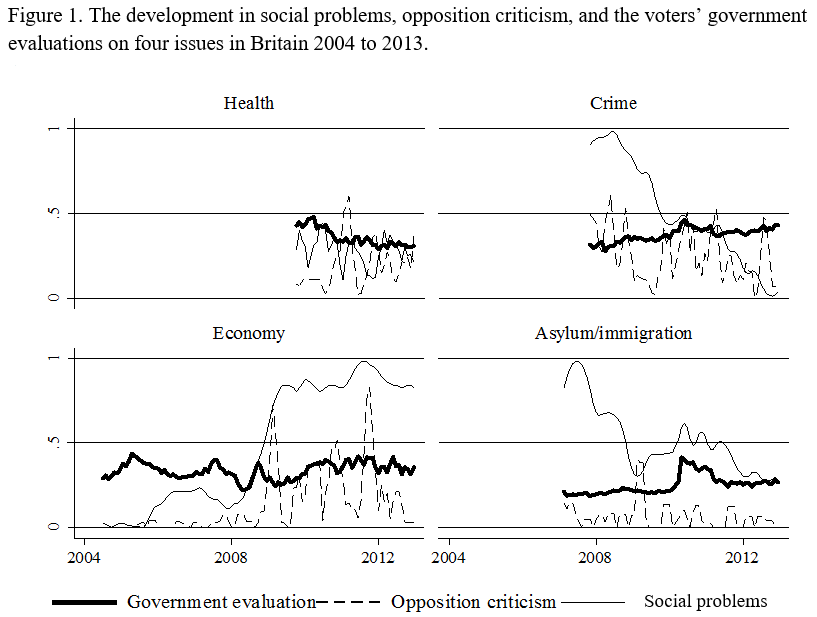 Figure 1. The development in social problems, opposition criticism, and the voters’ government
evaluations on four issues in Britain 2004 to 2013.
Health
Crime
1
.5
0
Economy
Asylum/immigration
1
.5
0
2004
2008
2012
2004
2008
2012
Government evaluation
Opposition criticism
Social problems